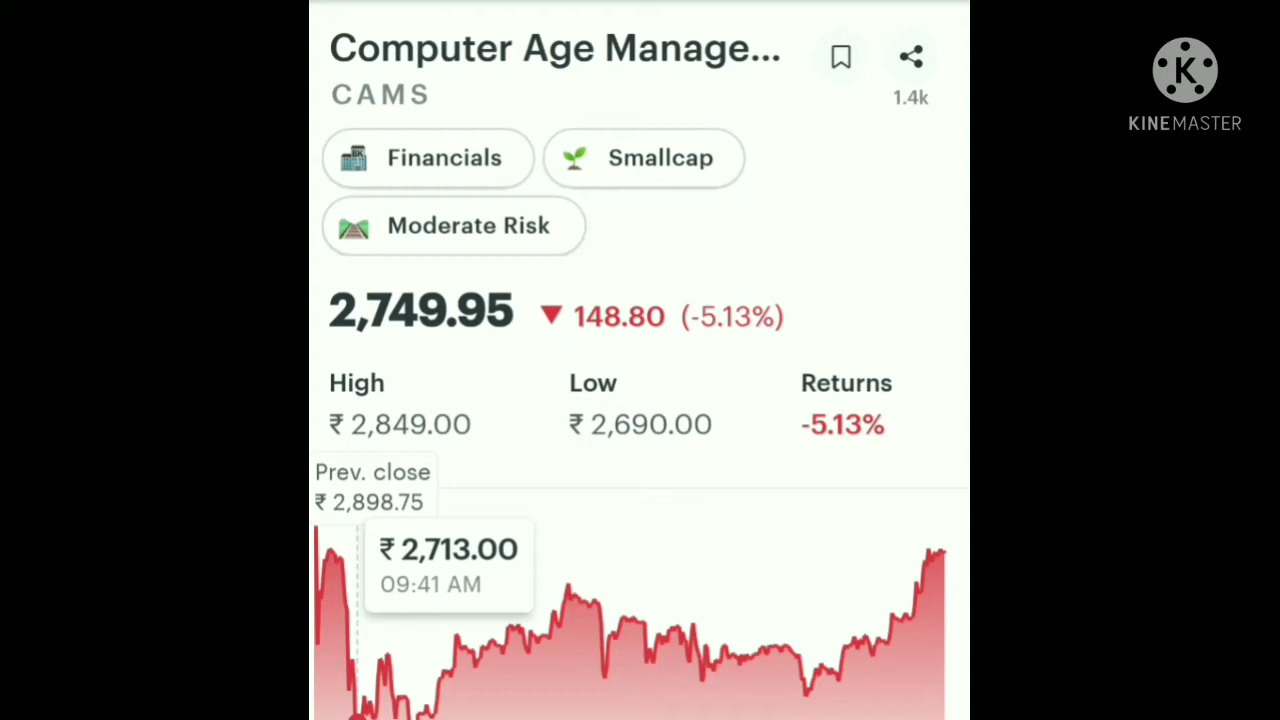 Computer Age Manage...
CAMS
1.4k
K
KINEMASTER
Financials
Smallcap
Moderate Risk
2,749.95 ▼ 148.80 (-5.13%)
High Low Returns
₹ 2,849.00 ₹ 2,690.00 -5.13%
Prev. close
₹ 2,898.75
₹ 2,713.00
09:41 AM